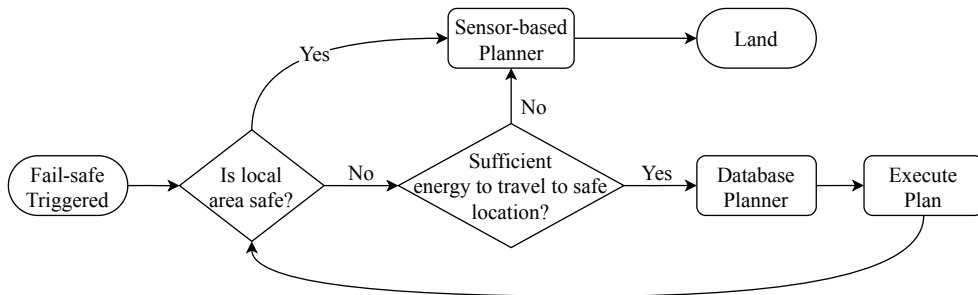 Sensor-based
Planner
Land
Yes
No
Fail-safe
Triggered
Is local
area safe?
No
Sufficient
energy to travel to safe
location?
Yes
Database
Planner
Execute
Plan